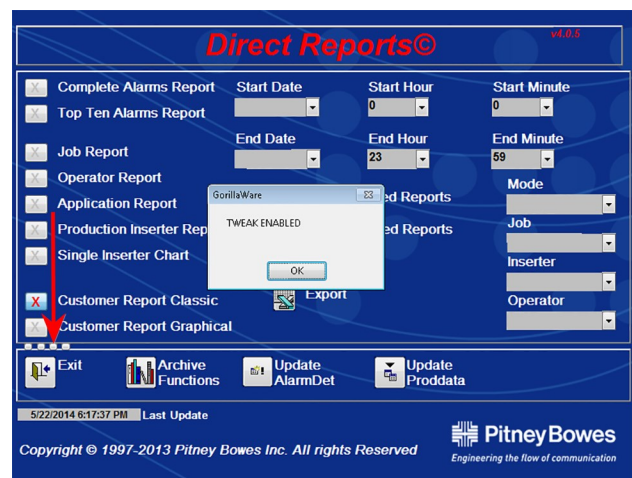 Direct Reports©
v4.0.5
X Complete Alarms Report
X Top Ten Alarms Report
Start Date
Start Hour
0
Start Minute
0
End Date
End Hour
23
End Minute
59
X Job Report
X Operator Report
X Application Report
X Production Inserter Rep
X Single Inserter Chart
X Customer Report Classic
X Customer Report Graphical
GorillaWare
TWEAK ENABLED
OK
ed Reports
ed Reports
Export
Mode
Job
Inserter
Operator
Exit
Archive
Functions
Update
AlarmDet
Update
Proddata
5/22/2014 6:17:37 PM Last Update
Copyright © 1997-2013 Pitney Bowes Inc. All rights Reserved
PitneyBowes
Engineering the flow of communication